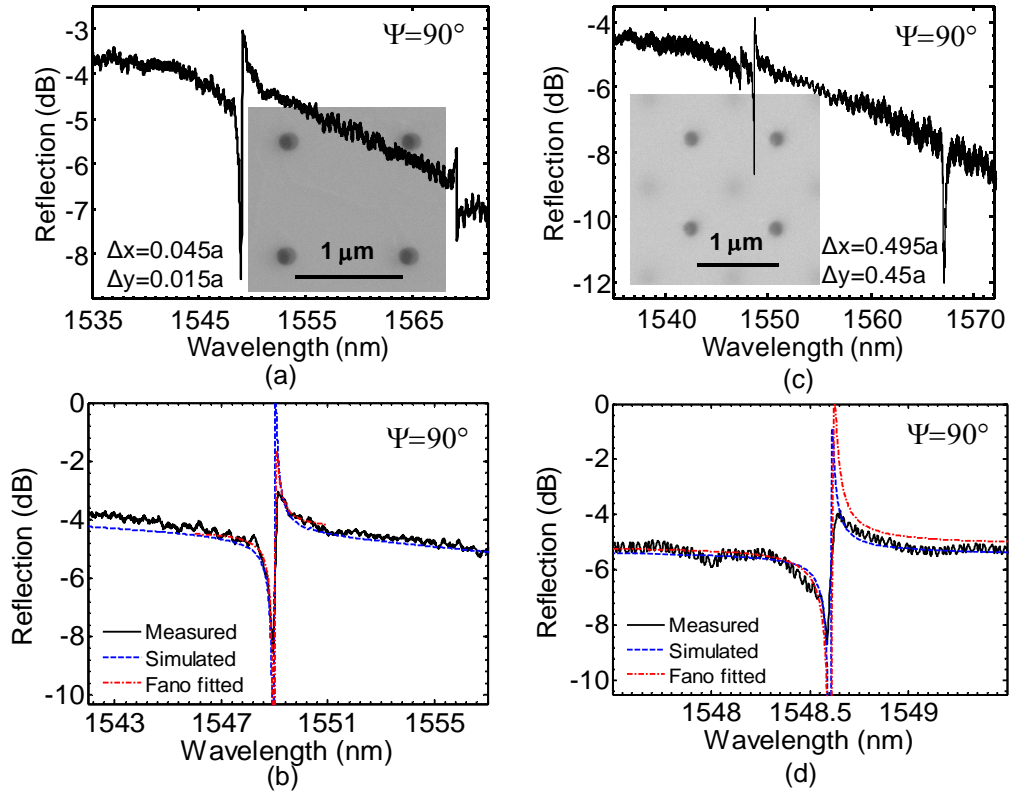 -3
-4
-5
-6
-7
-8
Reflection (dB)
Ψ=90°
Δx=0.045a
Δy=0.015a
1 μm
1535 1545 1555 1565
Wavelength (nm)
(a)
-4
-6
-8
-10
-12
Reflection (dB)
Ψ=90°
1 μm
Δx=0.495a
Δy=0.45a
1540 1550 1560 1570
Wavelength (nm)
(c)
0
-2
-4
-6
-8
-10
Reflection (dB)
Ψ=90°
Measured
Simulated
Fano fitted
1543 1547 1551 1555
Wavelength (nm)
(b)
0
-2
-4
-6
-8
-10
Reflection (dB)
Ψ=90°
Measured
Simulated
Fano fitted
1548 1548.5 1549
Wavelength (nm)
(d)